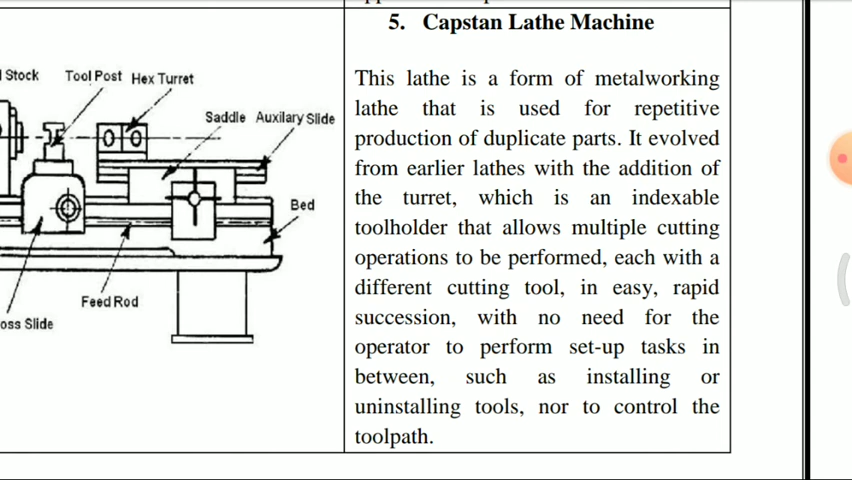 5. Capstan Lathe Machine
Stock
Tool Post
Hex Turret
Saddle
Auxilary Slide
Bed
Feed Rod
Slide
This lathe is a form of metalworking
lathe that is used for repetitive
production of duplicate parts. It evolved
from earlier lathes with the addition of
the turret, which is an indexable
toolholder that allows multiple cutting
operations to be performed, each with a
different cutting tool, in easy, rapid
succession, with no need for the
operator to perform set-up tasks in
between, such as installing or
uninstalling tools, nor to control the
toolpath.